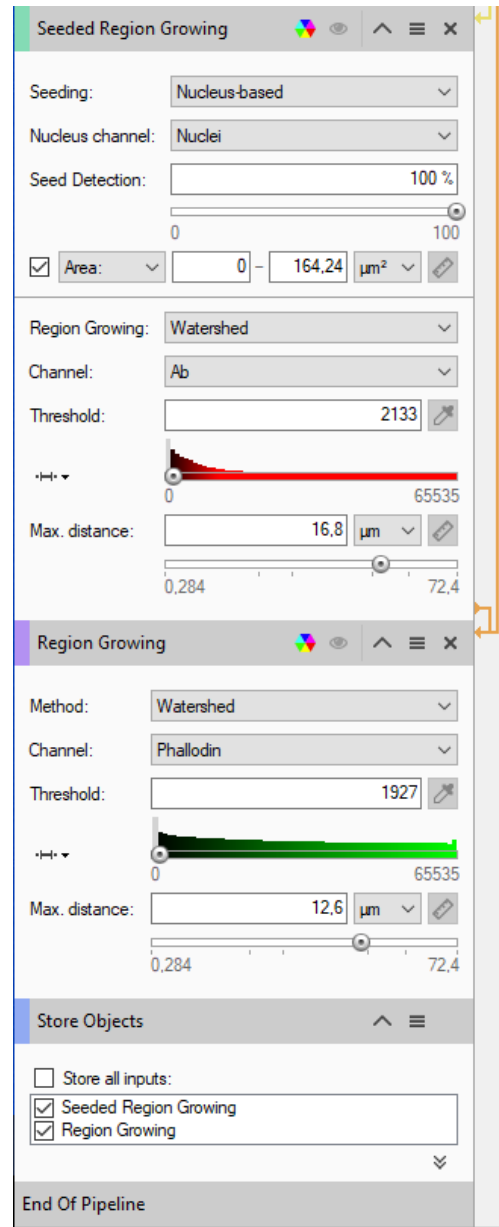 Seeded Region Growing
Seeding: Nucleus-based
Nucleus channel: Nuclei
Seed Detection: 100 %
0 100
Area: 0 – 164,24 µm²
Region Growing: Watershed
Channel: Ab
Threshold: 2133
0 65535
Max. distance: 16,8 µm
0,284 72,4
Region Growing
Method: Watershed
Channel: Phallodin
Threshold: 1927
0 65535
Max. distance: 12,6 µm
0,284 72,4
Store Objects
Store all inputs:
Seeded Region Growing
Region Growing
End Of Pipeline